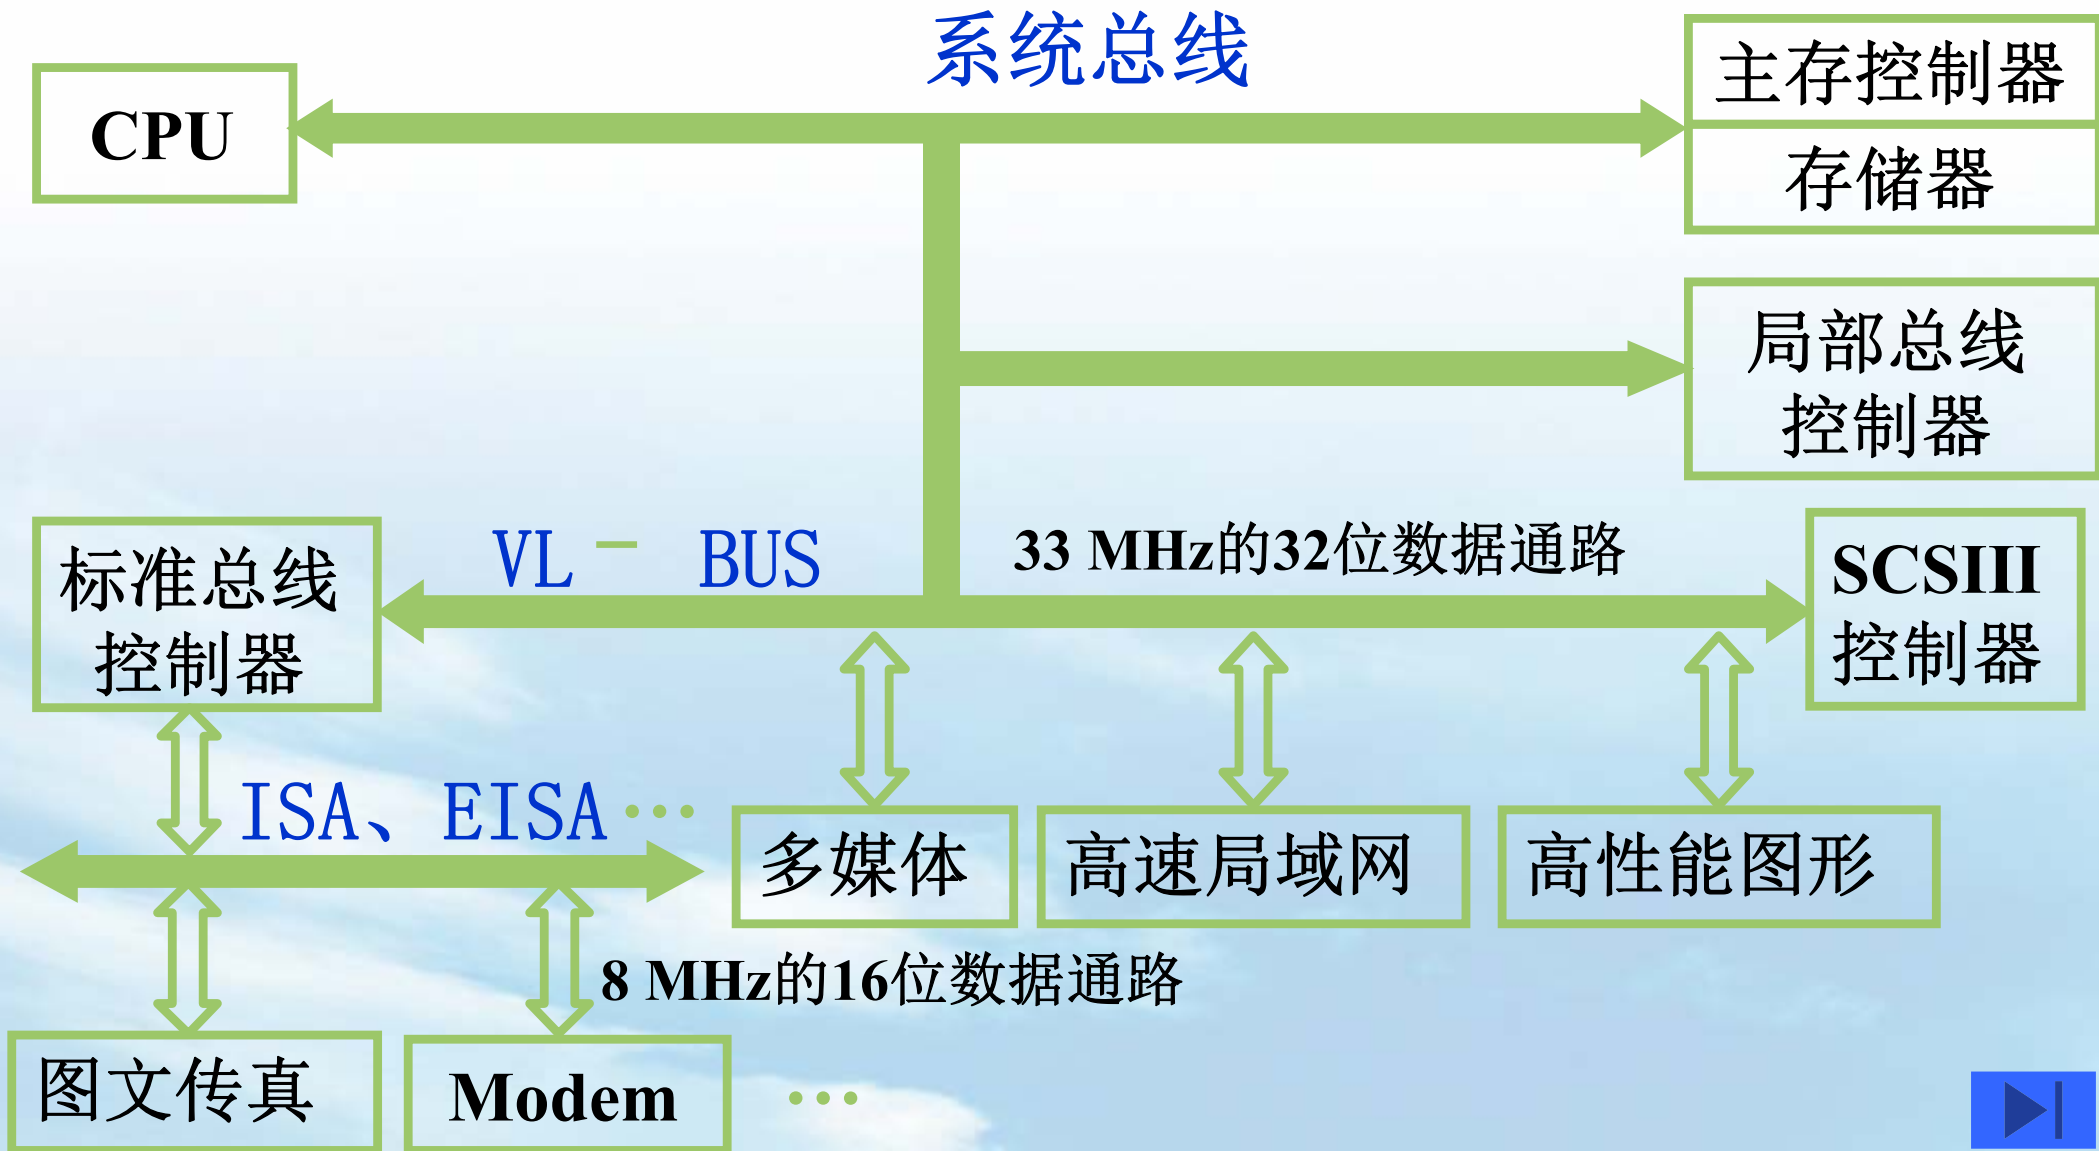 系统总线
CPU
主存控制器
存储器
局部总线
控制器
VL - BUS
33 MHz的32位数据通路
标准总线
控制器
SCSIII
控制器
ISA、EISA…
多媒体
高速局域网
高性能图形
8 MHz的16位数据通路
图文传真
Modem
…